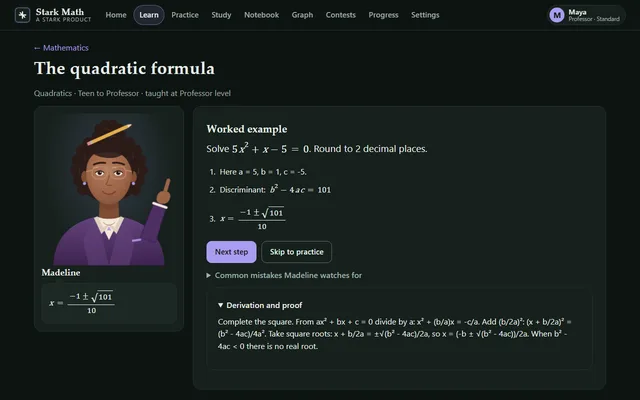 Stark Math
A STARK PRODUCT
Home Learn Practice Study Notebook Graph Contests Progress Settings
M
Maya
Professor · Standard
← Mathematics
The quadratic formula
Quadratics · Teen to Professor · taught at Professor level
Madeline
x = (−1 ± √101) / 10
Worked example
Solve 5x² + x − 5 = 0. Round to 2 decimal places.
1. Here a = 5, b = 1, c = -5.
2. Discriminant: b² − 4ac = 101
3. x = (−1 ± √101) / 10
Next step Skip to practice
▶ Common mistakes Madeline watches for
▼ Derivation and proof
Complete the square. From ax² + bx + c = 0 divide by a: x² + (b/a)x = -c/a. Add (b/2a)²: (x + b/2a)² =
(b² - 4ac)/4a². Take square roots: x + b/2a = ±√(b² - 4ac)/2a, so x = (-b ± √(b² - 4ac))/2a. When b² -
4ac < 0 there is no real root.